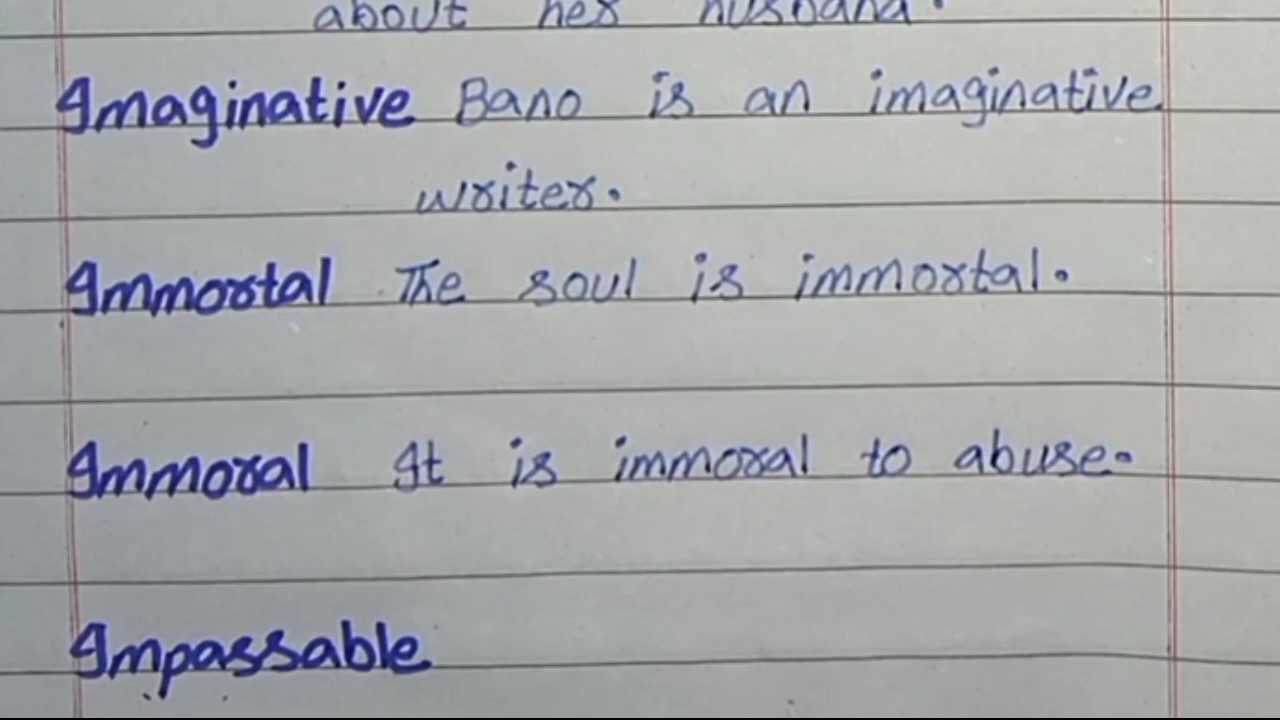 about her husband.
Imaginative Bano is an imaginative
writer.
Immortal The soul is immortal.
Immoral It is immoral to abuse.
Impassable